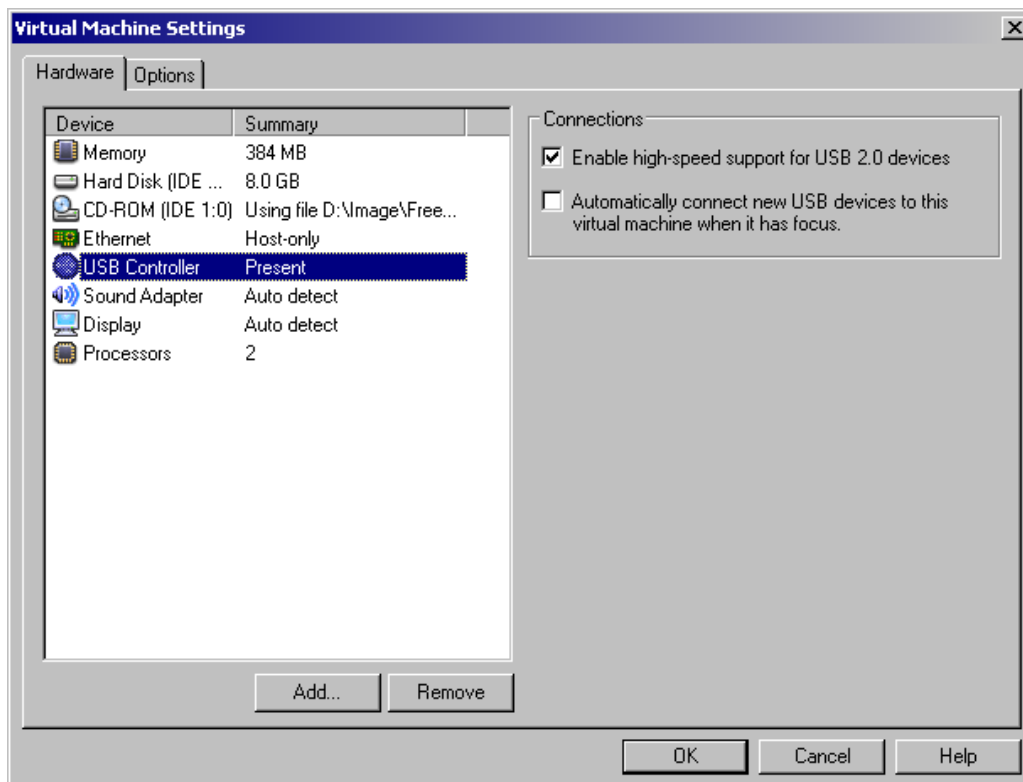 Virtual Machine Settings
Hardware Options
Device Summary
Memory 384 MB
Hard Disk (IDE ... 8.0 GB
CD-ROM (IDE 1:0) Using file D:\Image\Free...
Ethernet Host-only
USB Controller Present
Sound Adapter Auto detect
Display Auto detect
Processors 2
Connections
Enable high-speed support for USB 2.0 devices
Automatically connect new USB devices to this
virtual machine when it has focus.
Add... Remove
OK Cancel Help